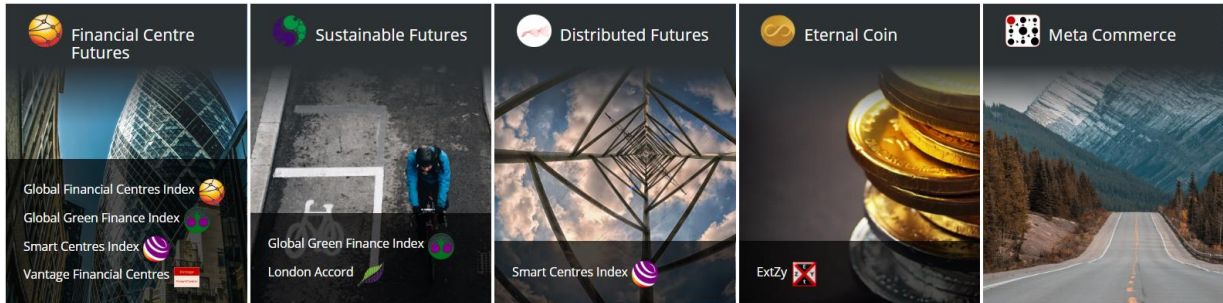 Financial Centre
Futures
Global Financial Centres Index
Global Green Finance Index
Smart Centres Index
Vantage Financial Centres
Sustainable Futures
Global Green Finance Index
London Accord
Distributed Futures
Smart Centres Index
Eternal Coin
ExtZy
Meta Commerce